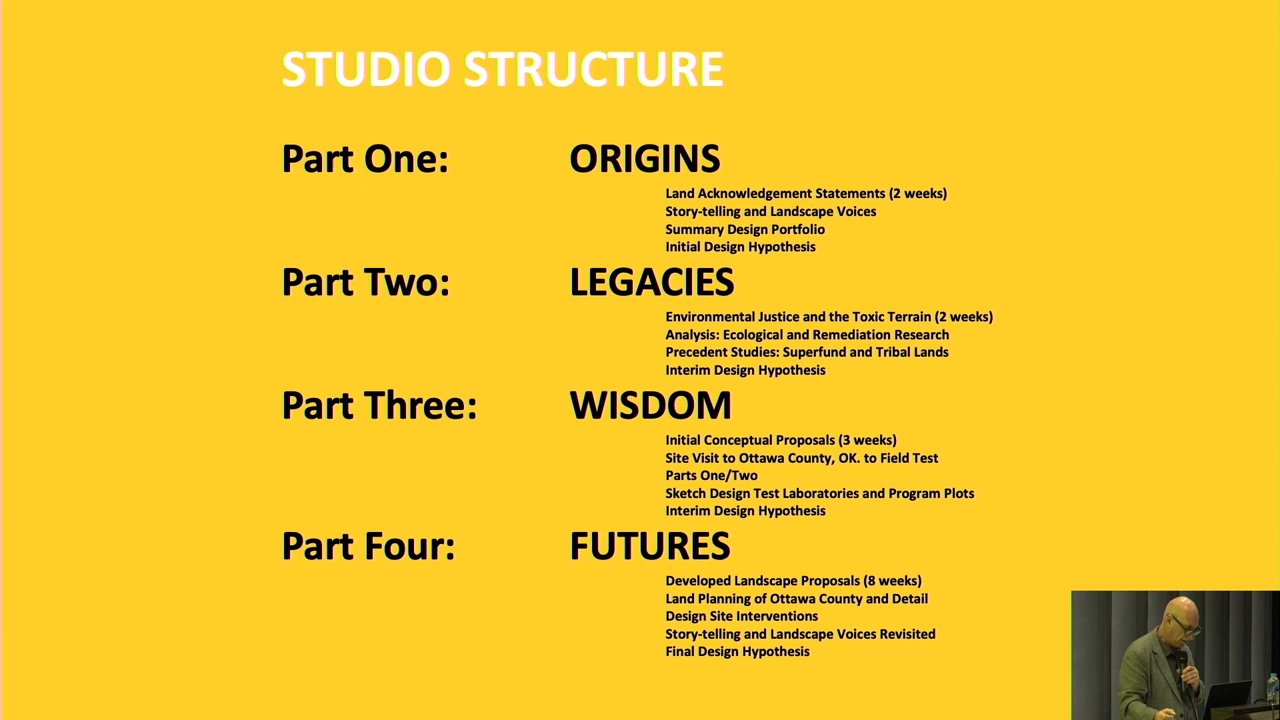 STUDIO STRUCTURE
Part One: ORIGINS
Land Acknowledgement Statements (2 weeks)
Story-telling and Landscape Voices
Summary Design Portfolio
Initial Design Hypothesis
Part Two: LEGACIES
Environmental Justice and the Toxic Terrain (2 weeks)
Analysis: Ecological and Remediation Research
Precedent Studies: Superfund and Tribal Lands
Interim Design Hypothesis
Part Three: WISDOM
Initial Conceptual Proposals (3 weeks)
Site Visit to Ottawa County, OK. to Field Test
Parts One/Two
Sketch Design Test Laboratories and Program Plots
Interim Design Hypothesis
Part Four: FUTURES
Developed Landscape Proposals (8 weeks)
Land Planning of Ottawa County and Detail
Design Site Interventions
Story-telling and Landscape Voices Revisited
Final Design Hypothesis